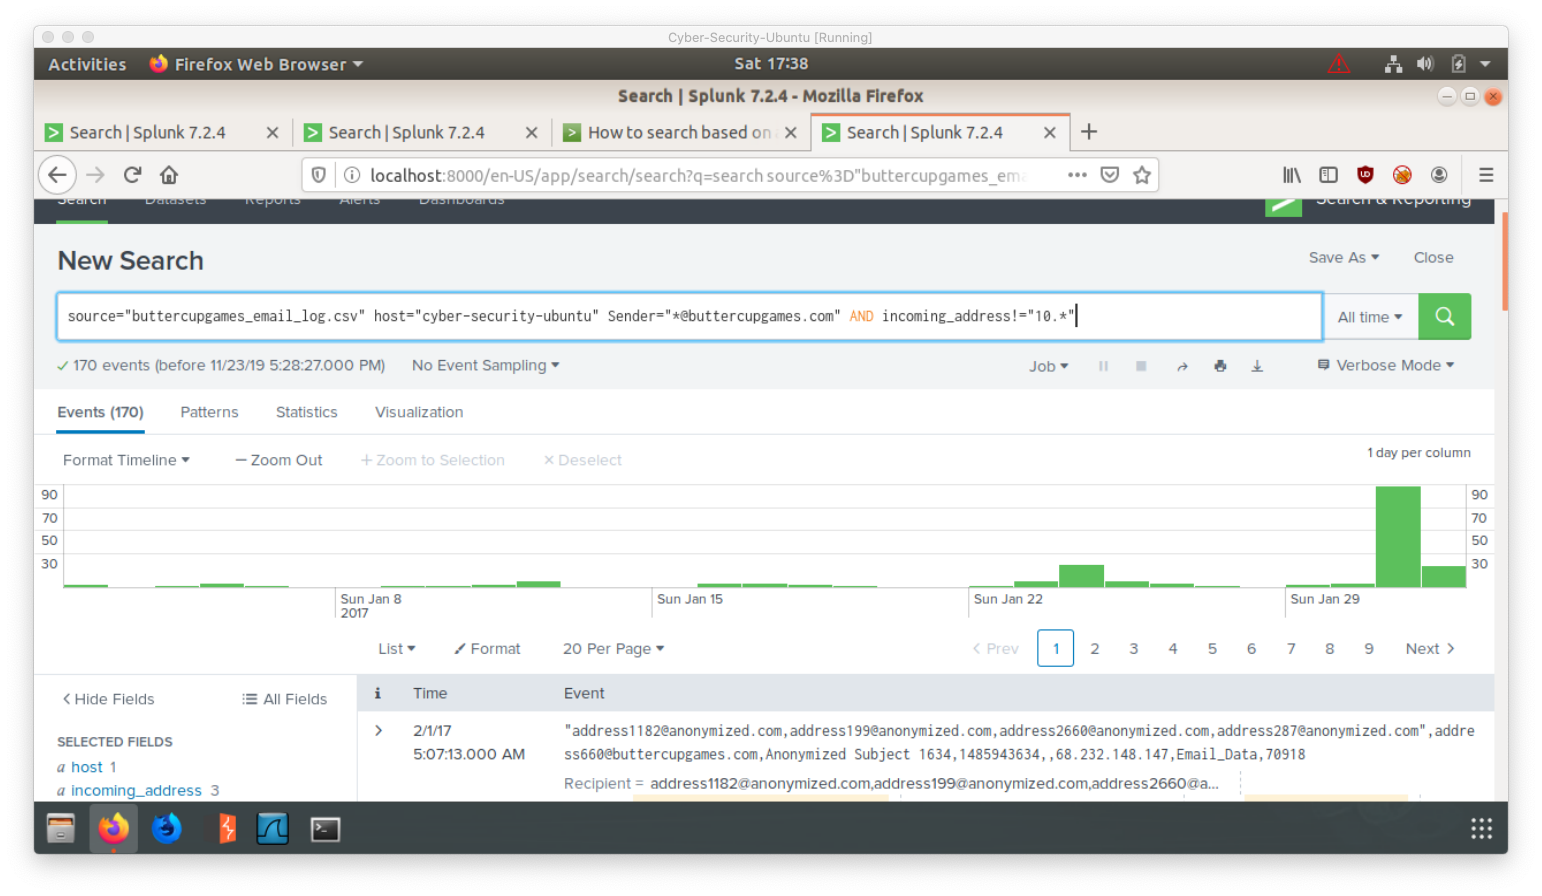 Cyber-Security-Ubuntu [Running]
Activities Firefox Web Browser Sat 17:38
Search | Splunk 7.2.4 - Mozilla Firefox
Search | Splunk 7.2.4 Search | Splunk 7.2.4 How to search based on Search | Splunk 7.2.4
localhost:8000/en-US/app/search/search?q=search source%3D"buttercupgames_ema
Search Datasets Reports Alerts Dashboards Search & Reporting
New Search Save As Close
source="buttercupgames_email_log.csv" host="cyber-security-ubuntu" Sender="*@buttercupgames.com" AND incoming_address!="10.*" All time
170 events (before 11/23/19 5:28:27.000 PM) No Event Sampling Job Verbose Mode
Events (170) Patterns Statistics Visualization
Format Timeline — Zoom Out + Zoom to Selection × Deselect 1 day per column
90 90
70 70
50 50
30 30
Sun Jan 8 Sun Jan 15 Sun Jan 22 Sun Jan 29
2017
List Format 20 Per Page < Prev 1 2 3 4 5 6 7 8 9 Next >
< Hide Fields All Fields i Time Event
SELECTED FIELDS
a host 1
a incoming_address 3
> 2/1/17 "address1182@anonymized.com,address199@anonymized.com,address2660@anonymized.com,address287@anonymized.com",addre
5:07:13.000 AM ss660@buttercupgames.com,Anonymized Subject 1634,1485943634,,68.232.148.147,Email_Data,70918
Recipient = address1182@anonymized.com,address199@anonymized.com,address2660@a...